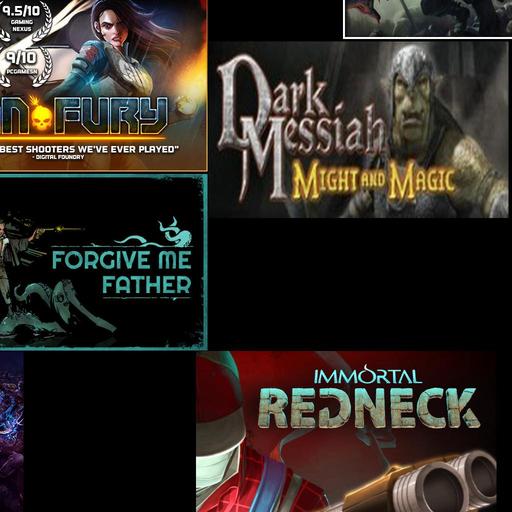 9.5/10
GAMING
NEXUS
9/10
PCGAMESN
N FURY
BEST SHOOTERS WE'VE EVER PLAYED"
- DIGITAL FOUNDRY
Dark
Messiah
MIGHT AND MAGIC
FORGIVE ME
FATHER
IMMORTAL
REDNECK